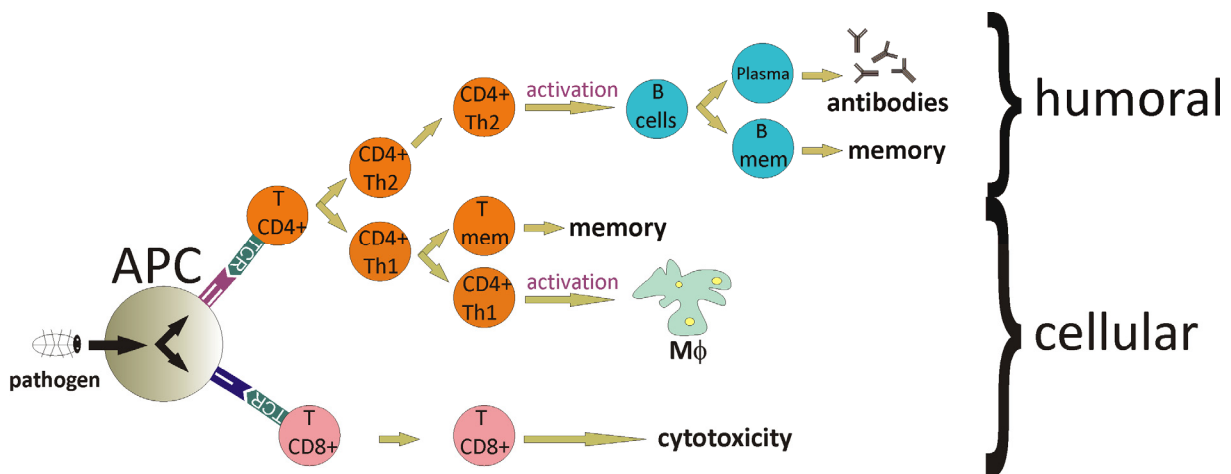 CD4+
Th2
activation
B
cells
Plasma
antibodies
B
mem
memory
humoral
CD4+
Th2
T
CD4+
CD4+
Th1
T
mem
memory
CD4+
Th1
activation
Mϕ
cellular
APC
TCR
II
pathogen
I
TCR
T
CD8+
T
CD8+
cytotoxicity